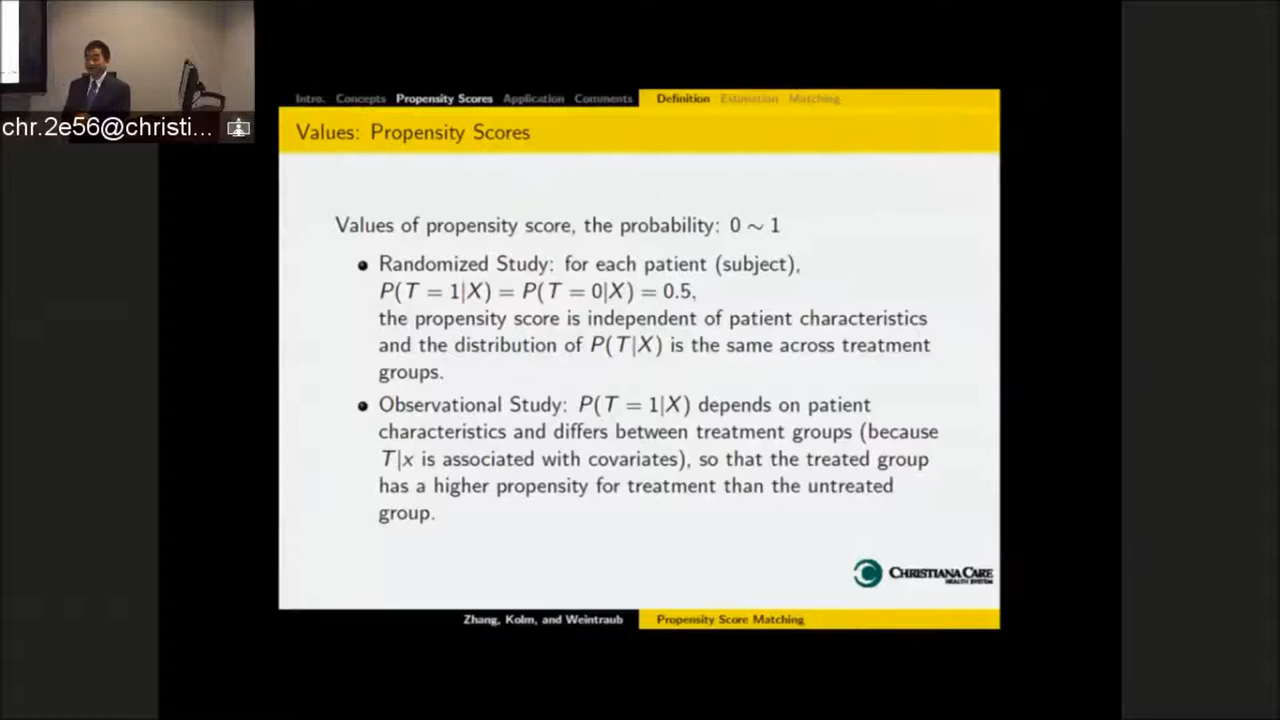 chr.2e56@christi...
Intro. Concepts Propensity Scores Application Comments Definition Estimation Matching
Values: Propensity Scores
Values of propensity score, the probability: 0 ∼ 1
Randomized Study: for each patient (subject),
P(T = 1|X) = P(T = 0|X) = 0.5,
the propensity score is independent of patient characteristics
and the distribution of P(T|X) is the same across treatment
groups.
Observational Study: P(T = 1|X) depends on patient
characteristics and differs between treatment groups (because
T|x is associated with covariates), so that the treated group
has a higher propensity for treatment than the untreated
group.
CHRISTIANA CARE
HEALTH SYSTEM
Zhang, Kolm, and Weintraub Propensity Score Matching